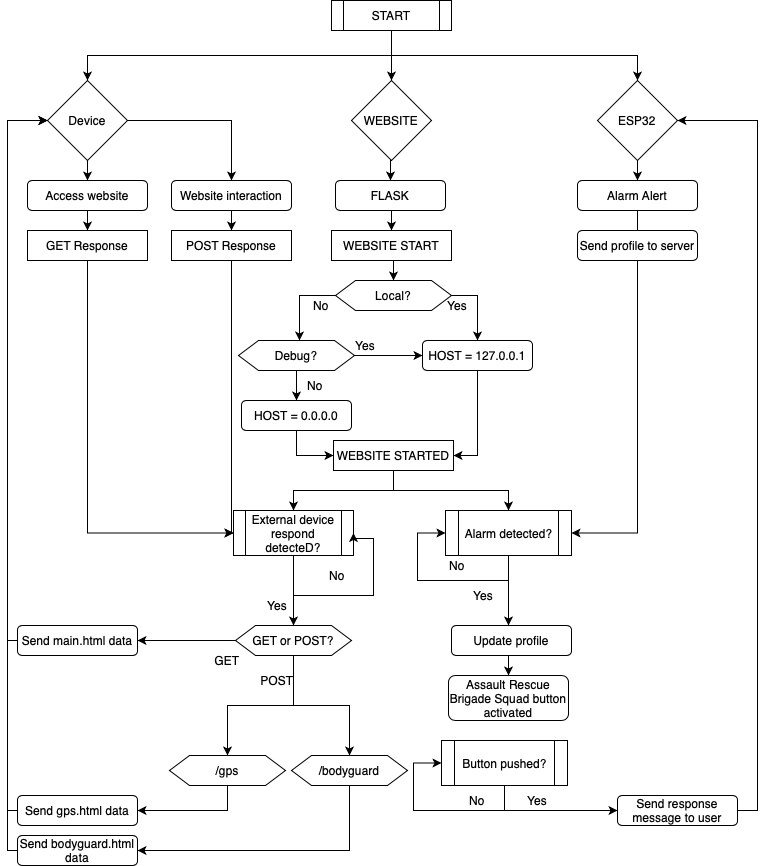 START
Device
WEBSITE
ESP32
Access website
Website interaction
FLASK
Alarm Alert
GET Response
POST Response
WEBSITE START
Send profile to server
Local?
No
Yes
Debug?
Yes
HOST = 127.0.0.1
No
HOST = 0.0.0.0
WEBSITE STARTED
External device
respond
detecteD?
Alarm detected?
No
No
Yes
Yes
Send main.html data
GET or POST?
Update profile
GET
POST
Assault Rescue
Brigade Squad button
activated
/gps
/bodyguard
Button pushed?
No
Yes
Send gps.html data
Send response
message to user
Send bodyguard.html
data